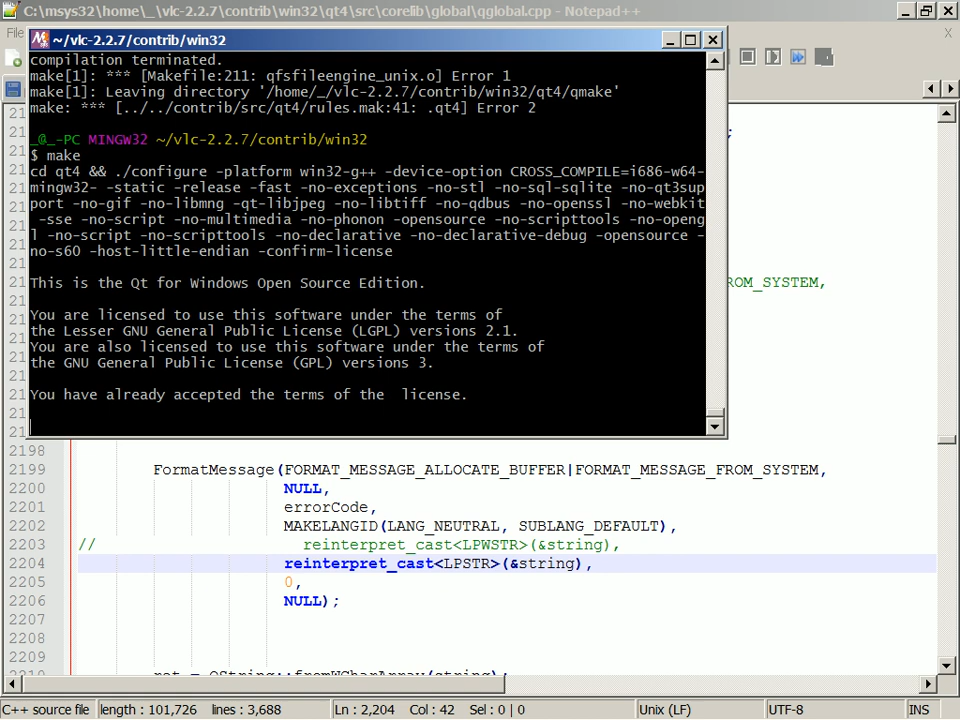 C:\msys32\home\_\vlc-2.2.7\contrib\win32\qt4\src\corelib\global\qglobal.cpp - Notepad++
File
X
~/vlc-2.2.7/contrib/win32
compilation terminated.
make[1]: *** [Makefile:211: qfsfileengine_unix.o] Error 1
make[1]: Leaving directory '/home/_/vlc-2.2.7/contrib/win32/qt4/qmake'
make: *** [../../contrib/src/qt4/rules.mak:41: .qt4] Error 2
_@_-PC MINGW32 ~/vlc-2.2.7/contrib/win32
$ make
cd qt4 && ./configure -platform win32-g++ -device-option CROSS_COMPILE=i686-w64-
mingw32- -static -release -fast -no-exceptions -no-stl -no-sql-sqlite -no-qt3sup
port -no-gif -no-libmng -qt-libjpeg -no-libtiff -no-qdbus -no-openssl -no-webkit
-sse -no-script -no-multimedia -no-phonon -opensource -no-scripttools -no-openg
l -no-script -no-scripttools -no-declarative -no-declarative-debug -opensource -
no-s60 -host-little-endian -confirm-license
This is the Qt for Windows Open Source Edition.
You are licensed to use this software under the terms of
the Lesser GNU General Public License (LGPL) versions 2.1.
You are also licensed to use this software under the terms of
the GNU General Public License (GPL) versions 3.
You have already accepted the terms of the  license.
;
ROM_SYSTEM,
2198
2199 FormatMessage(FORMAT_MESSAGE_ALLOCATE_BUFFER|FORMAT_MESSAGE_FROM_SYSTEM,
2200 NULL,
2201 errorCode,
2202 MAKELANGID(LANG_NEUTRAL, SUBLANG_DEFAULT),
2203 // reinterpret_cast<LPWSTR>(&string),
2204 reinterpret_cast<LPSTR>(&string),
2205 0,
2206 NULL);
2207
2208
2209
2210 ret = QString::fromWCharArray(string);
C++ source file length : 101,726 lines : 3,688 Ln : 2,204 Col : 42 Sel : 0 | 0 Unix (LF) UTF-8 INS